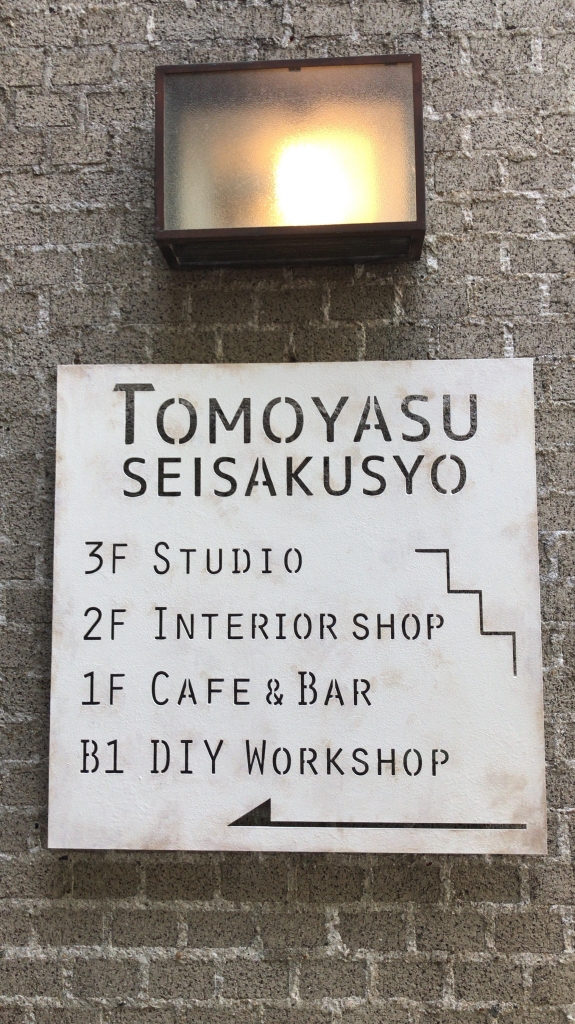 TOMOYASU
SEISAKUSYO
3F STUDIO
2F INTERIOR SHOP
1F CAFE & BAR
B1 DIY WORKSHOP